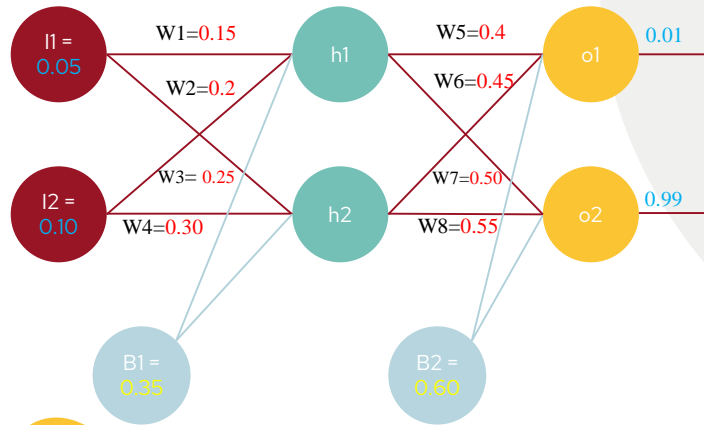 I1 =
0.05
W1=0.15
h1
W5=0.4
o1
0.01
W2=0.2
W6=0.45
I2 =
0.10
W3= 0.25
W4=0.30
h2
W7=0.50
W8=0.55
o2
0.99
B1 =
0.35
B2 =
0.60